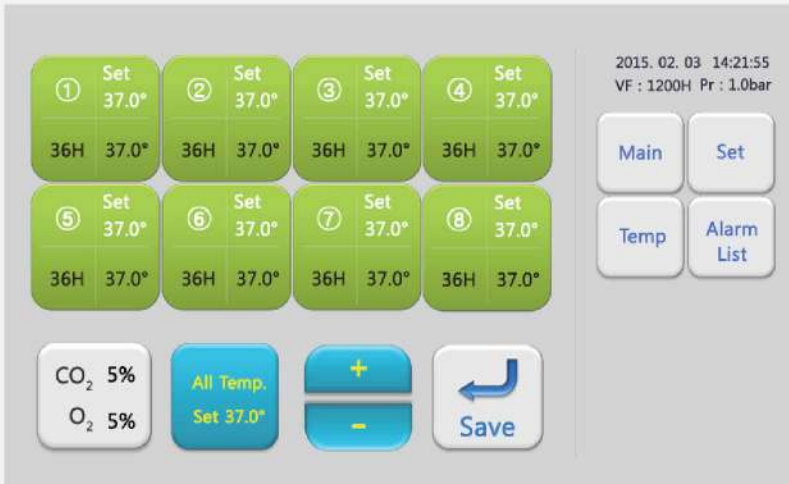 2015. 02. 03 14:21:55
VF : 1200H Pr : 1.0bar
① Set 37.0°
36H 37.0°
② Set 37.0°
36H 37.0°
③ Set 37.0°
36H 37.0°
④ Set 37.0°
36H 37.0°
⑤ Set 37.0°
36H 37.0°
⑥ Set 37.0°
36H 37.0°
⑦ Set 37.0°
36H 37.0°
⑧ Set 37.0°
36H 37.0°
Main
Set
Temp
Alarm
List
CO₂ 5%
O₂ 5%
All Temp.
Set 37.0°
+
-
Save